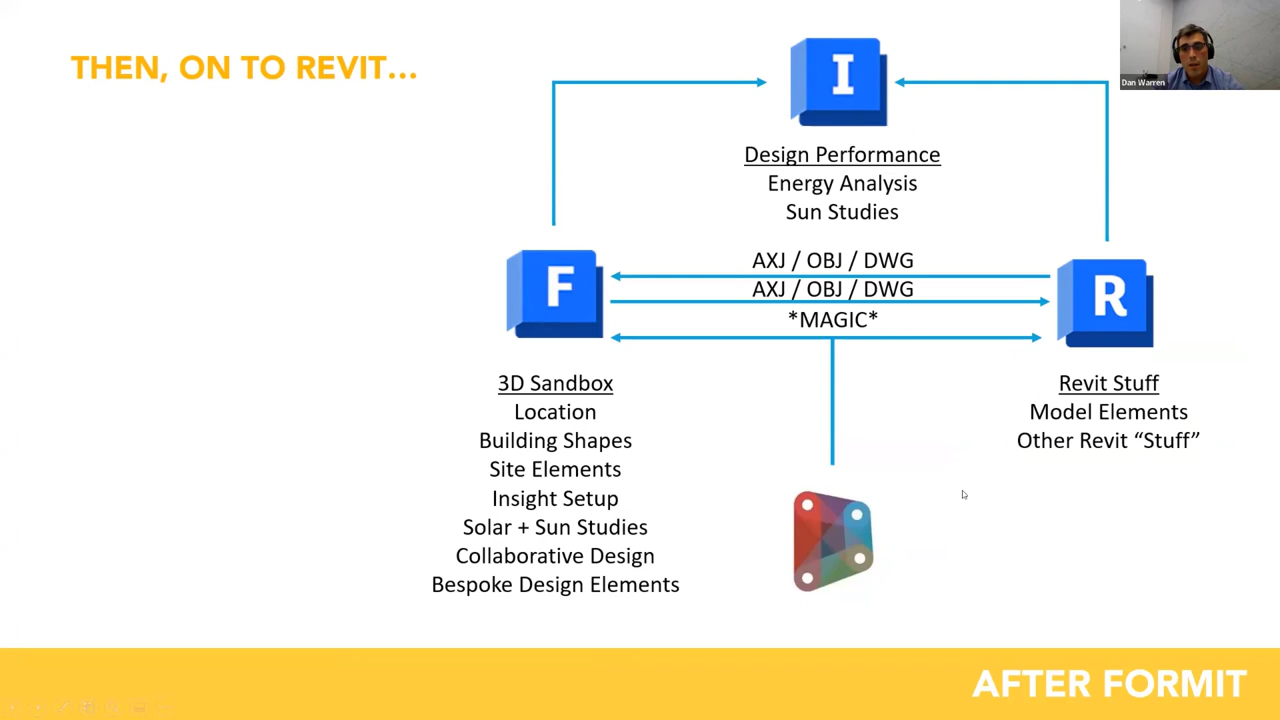 THEN, ON TO REVIT...
Dan Warren
I
Design Performance
Energy Analysis
Sun Studies
AXJ / OBJ / DWG
AXJ / OBJ / DWG
*MAGIC*
F
R
3D Sandbox
Location
Building Shapes
Site Elements
Insight Setup
Solar + Sun Studies
Collaborative Design
Bespoke Design Elements
Revit Stuff
Model Elements
Other Revit “Stuff”
AFTER FORMIT